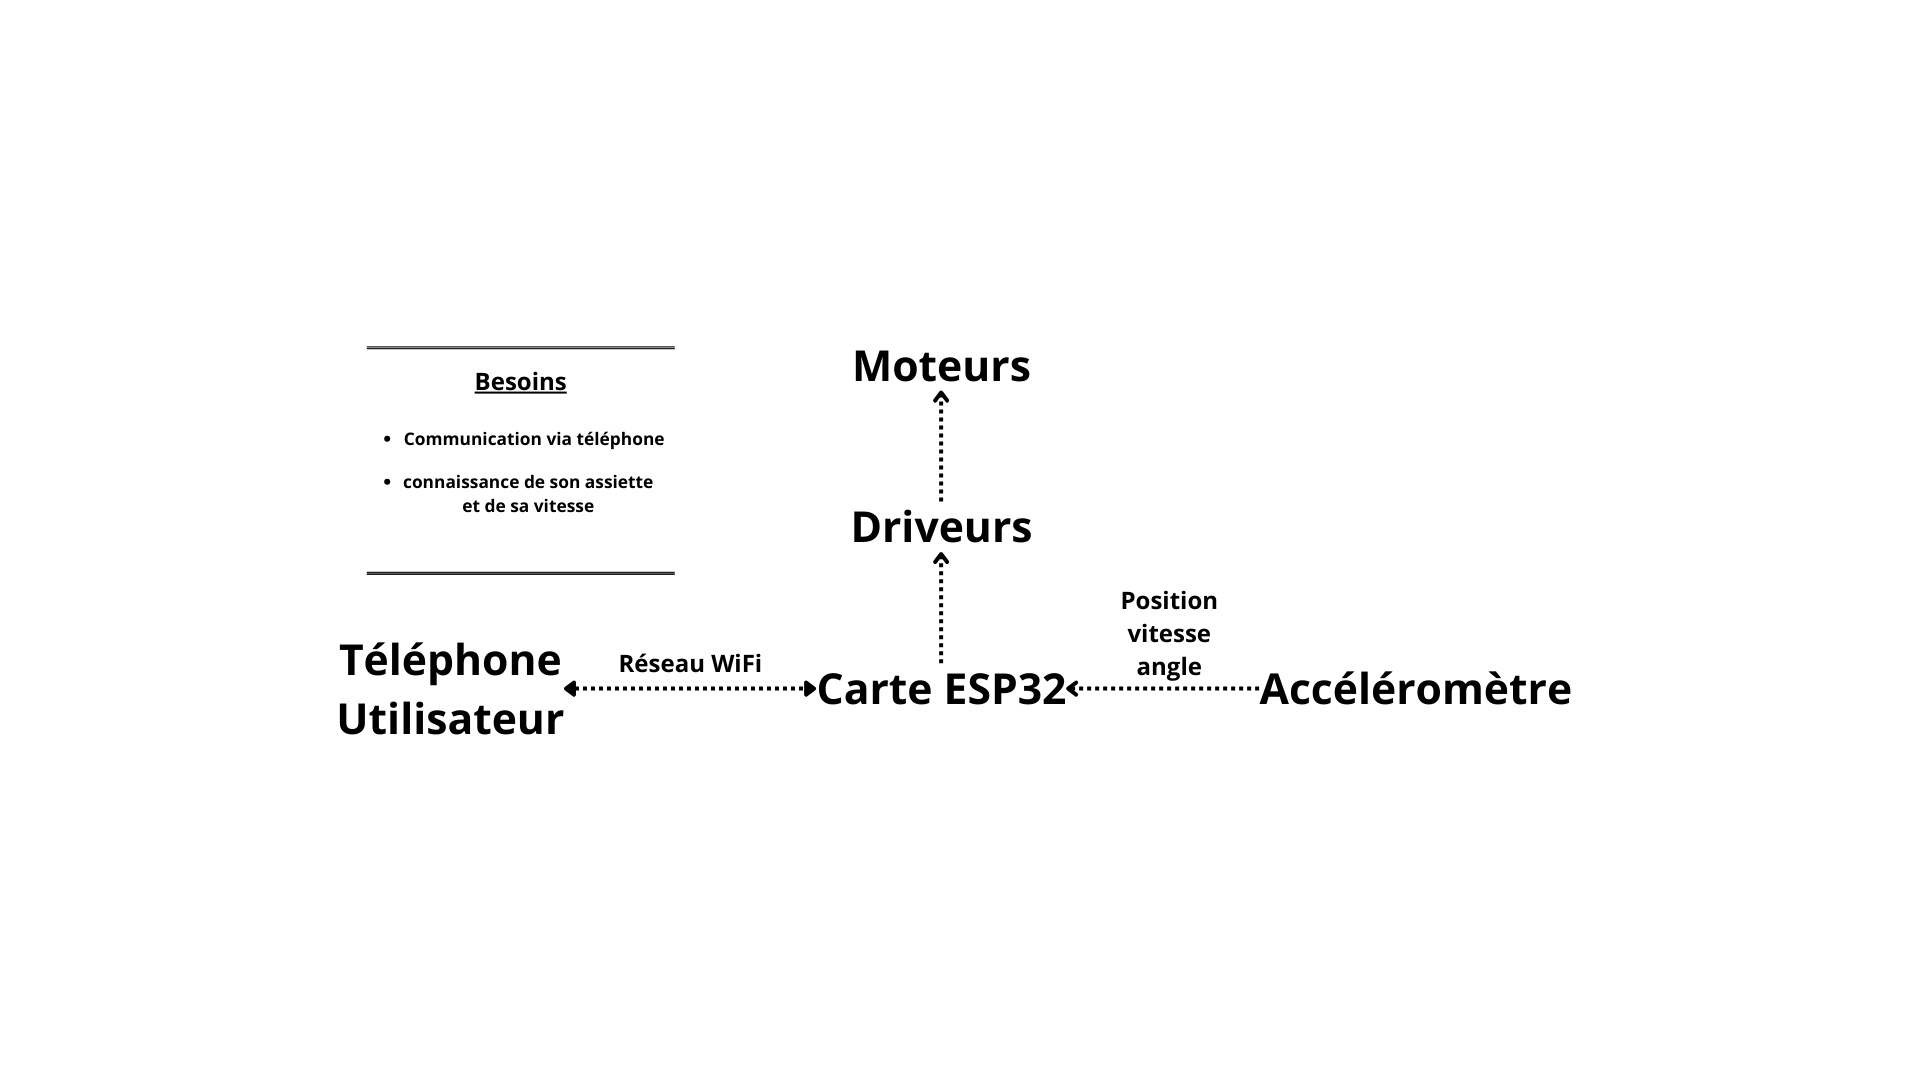 Besoins
Communication via téléphone
connaissance de son assiette
et de sa vitesse
Moteurs
Driveurs
Position
vitesse
angle
Téléphone
Utilisateur
Réseau WiFi
Carte ESP32
Accéléromètre